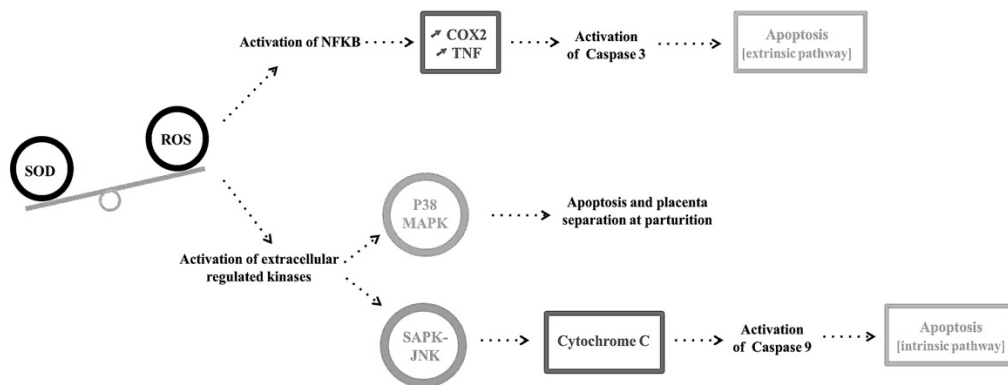 Activation of NFKB
↗ COX2
↗ TNF
Activation
of Caspase 3
Apoptosis
[extrinsic pathway]
ROS
SOD
P38
MAPK
Apoptosis and placenta
separation at parturition
Activation of extracellular
regulated kinases
SAPK-
JNK
Cytochrome C
Activation
of Caspase 9
Apoptosis
[intrinsic pathway]